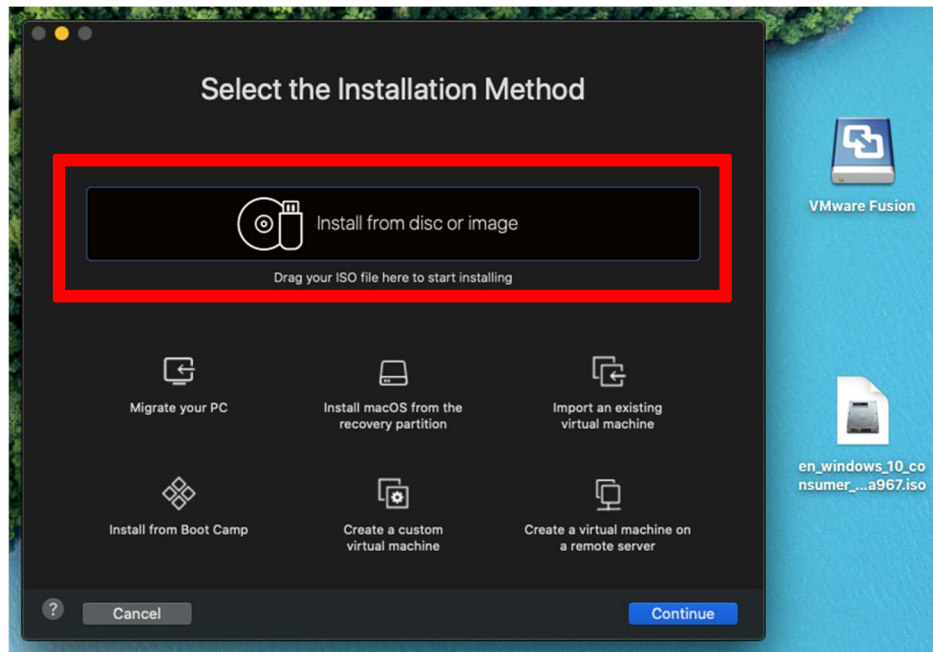 Select the Installation Method
Install from disc or image
Drag your ISO file here to start installing
Migrate your PC
Install macOS from the
recovery partition
Import an existing
virtual machine
Install from Boot Camp
Create a custom
virtual machine
Create a virtual machine on
a remote server
?
Cancel
Continue
VMware Fusion
en_windows_10_co
nsumer_...a967.iso